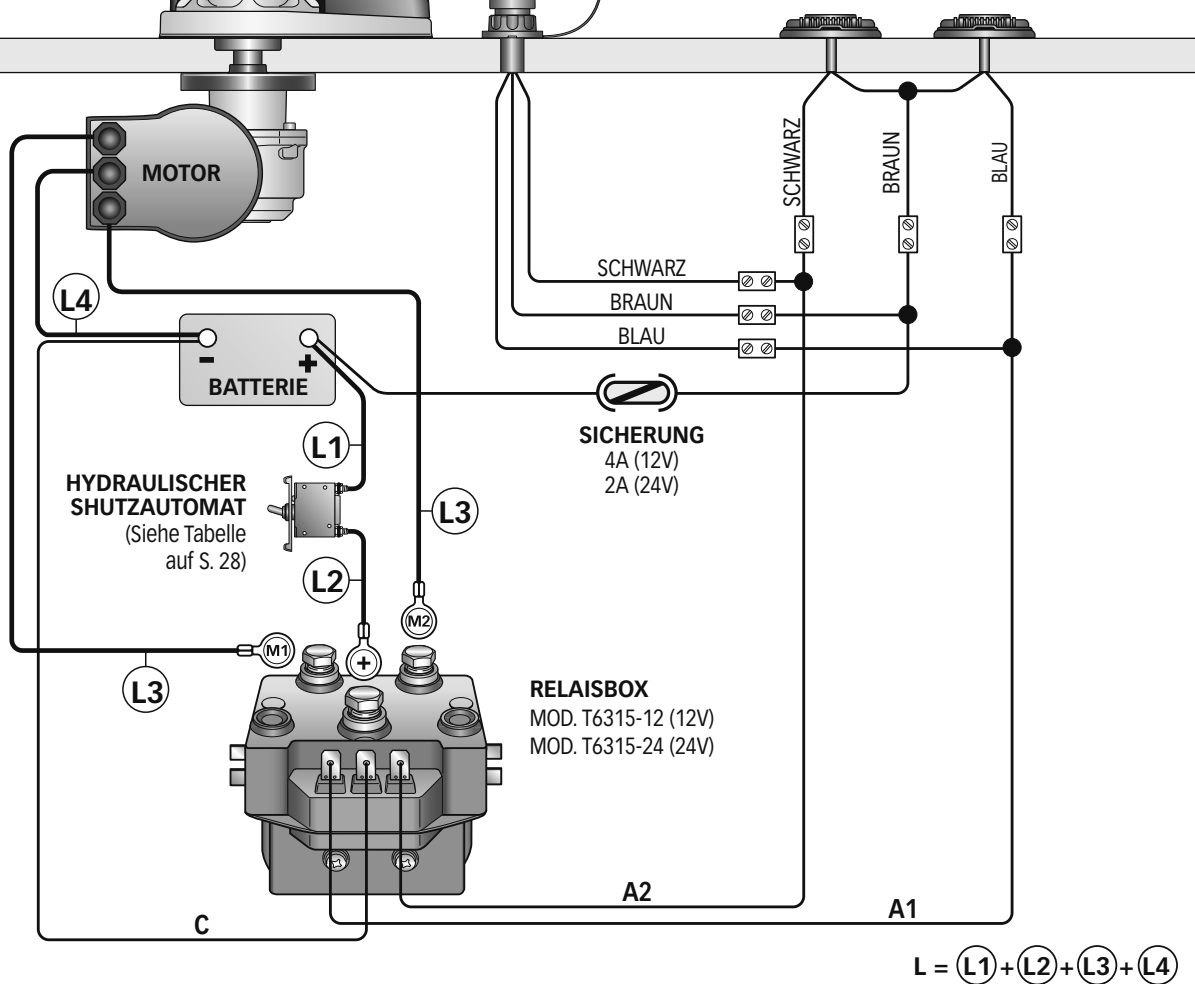 SCHWARZ
BRAUN
BLAU
MOTOR
SCHWARZ
BRAUN
BLAU
L4
-
+
BATTERIE
L1
SICHERUNG
4A (12V)
2A (24V)
HYDRAULISCHER
SHUTZAUTOMAT
(Siehe Tabelle
auf S. 28)
L3
L2
M2
M1
+
L3
RELAISBOX
MOD. T6315-12 (12V)
MOD. T6315-24 (24V)
A2
A1
C
L = L1+L2+L3+L4